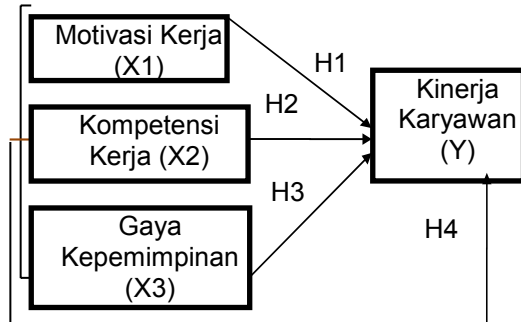 Motivasi Kerja
(X1)
H1
H2
Kompetensi
Kerja (X2)
Kinerja
Karyawan
(Y)
H3
Gaya
Kepemimpinan
(X3)
H4